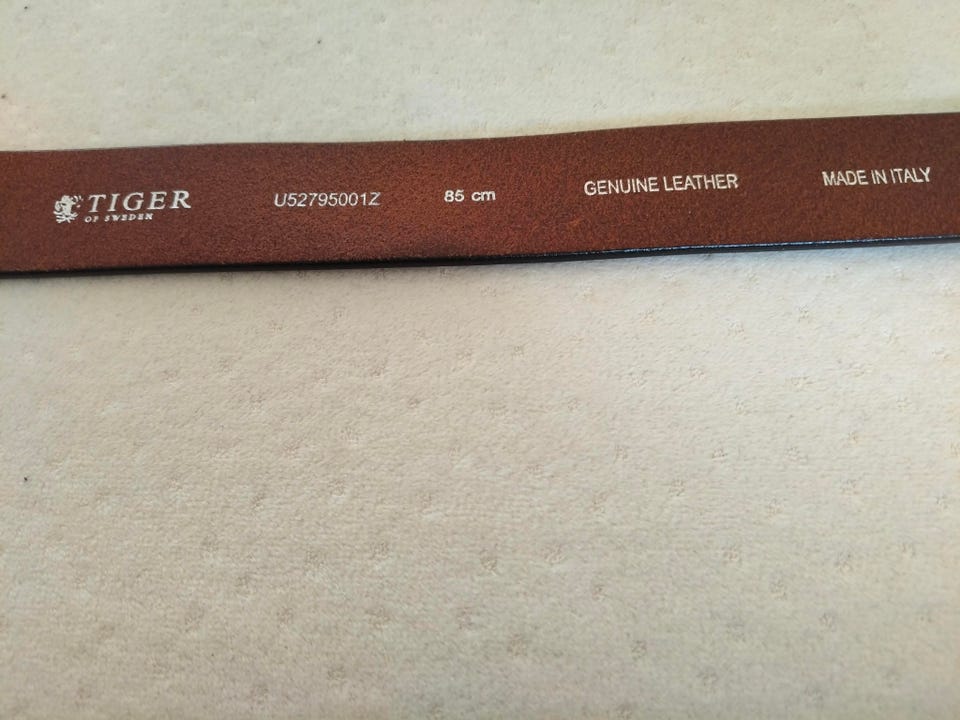 TIGER
OF SWEDEN
U52795001Z
85 cm
GENUINE LEATHER
MADE IN ITALY